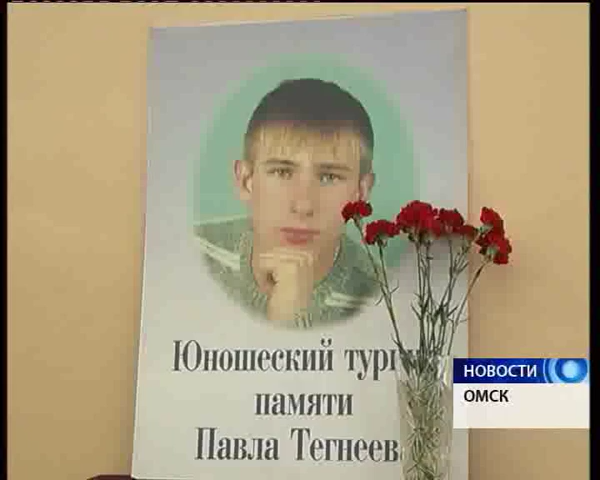 Юношеский
памяти
Павла
НОВОСТИ
ОМСК